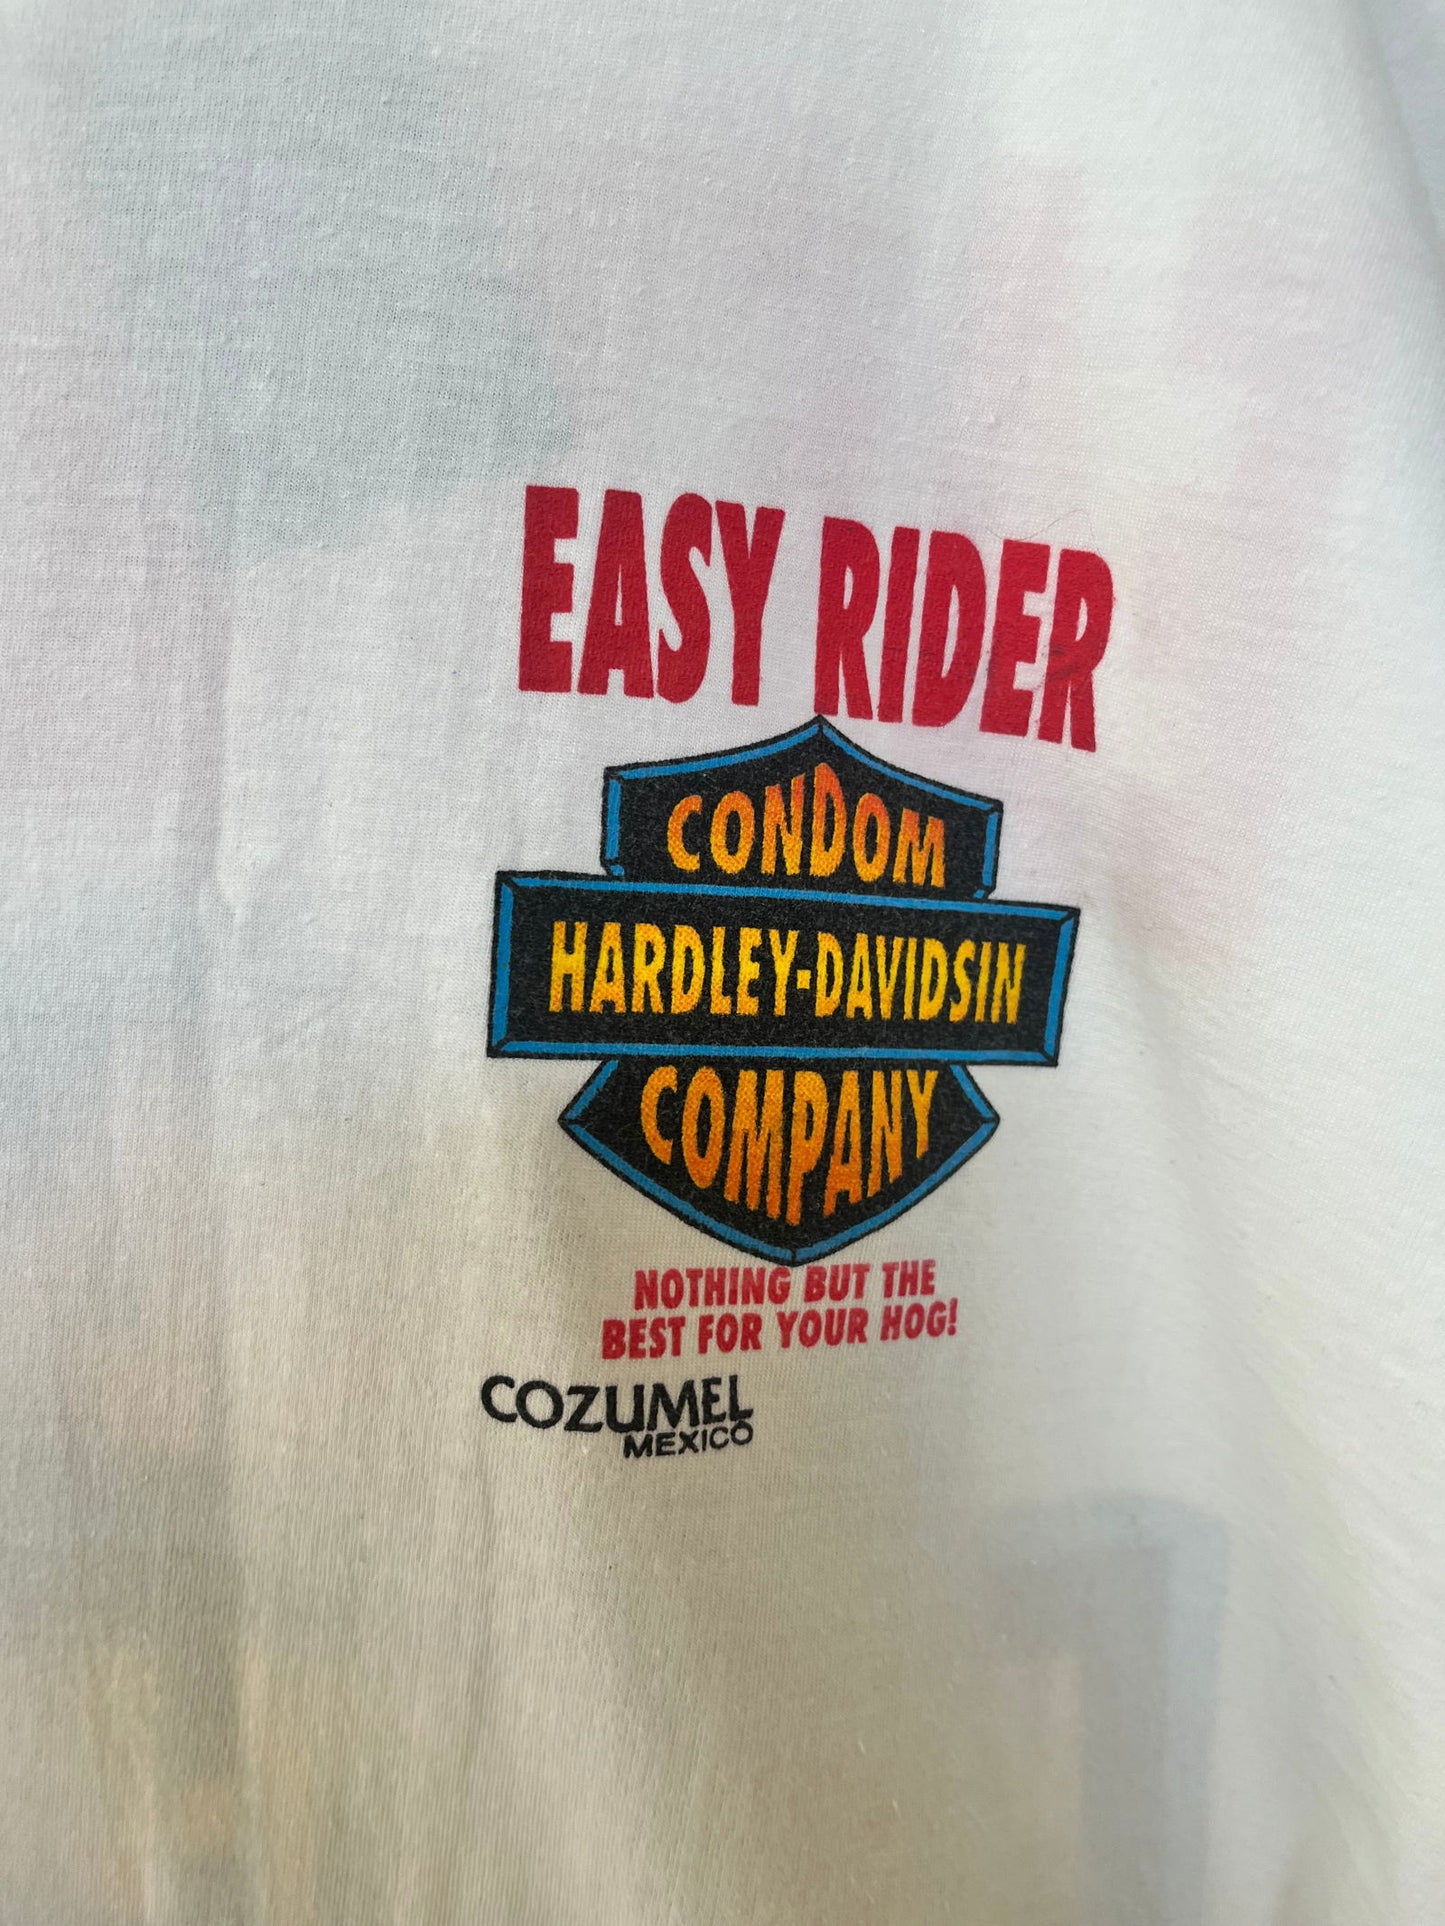 EASY RIDER
CONDOM
HARDLEY-DAVIDSIN
COMPANY
NOTHING BUT THE
BEST FOR YOUR HOG!
COZUMEL
MEXICO